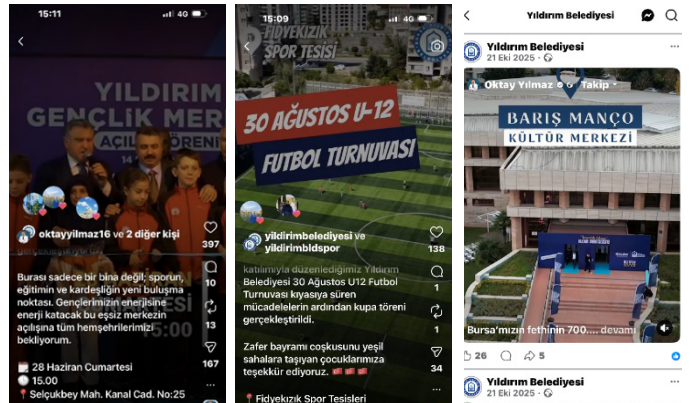 15:11
4G
YILDIRIM
GENÇLİK MER
AÇILIŞ TÖRENİ
oktayyilmaz16 ve 2 diğer kişi
397
Burası sadece bir bina değil; sporun,
eğitimin ve kardeşliğin yeni buluşma
noktası. Gençlerimizin enerjisine
enerji katacak bu eşsiz merkezin
açılışına tüm hemşehrilerimizi
bekliyorum.
10
13
15:00
167
28 Haziran Cumartesi
15.00
Selçukbey Mah. Kanal Cad. No:25
15:09
4G
FİDYEKIZIK
SPOR TESİSİ
30 AĞUSTOS U-12
FUTBOL TURNUVASI
yildirimbelediyesi ve
yildirimbldspor
138
katılımıyla düzenlediğimiz Yıldırım
Belediyesi 30 Ağustos U12 Futbol
Turnuvası kıyasıya süren
mücadelelerin ardından kupa töreni
gerçekleştirildi.
1
1
Zafer bayramı coşkusunu yeşil
sahalara taşıyan çocuklarımıza
teşekkür ediyoruz.
34
Fidyekızık Spor Tesisleri
Yıldırım Belediyesi
Yıldırım Belediyesi
21 Eki 2025
Oktay Yılmaz
Takip
BARIŞ MANÇO
KÜLTÜR MERKEZİ
Bursa'mızın fethinin 700.... devamı
26
5
Yıldırım Belediyesi
21 Eki 2025